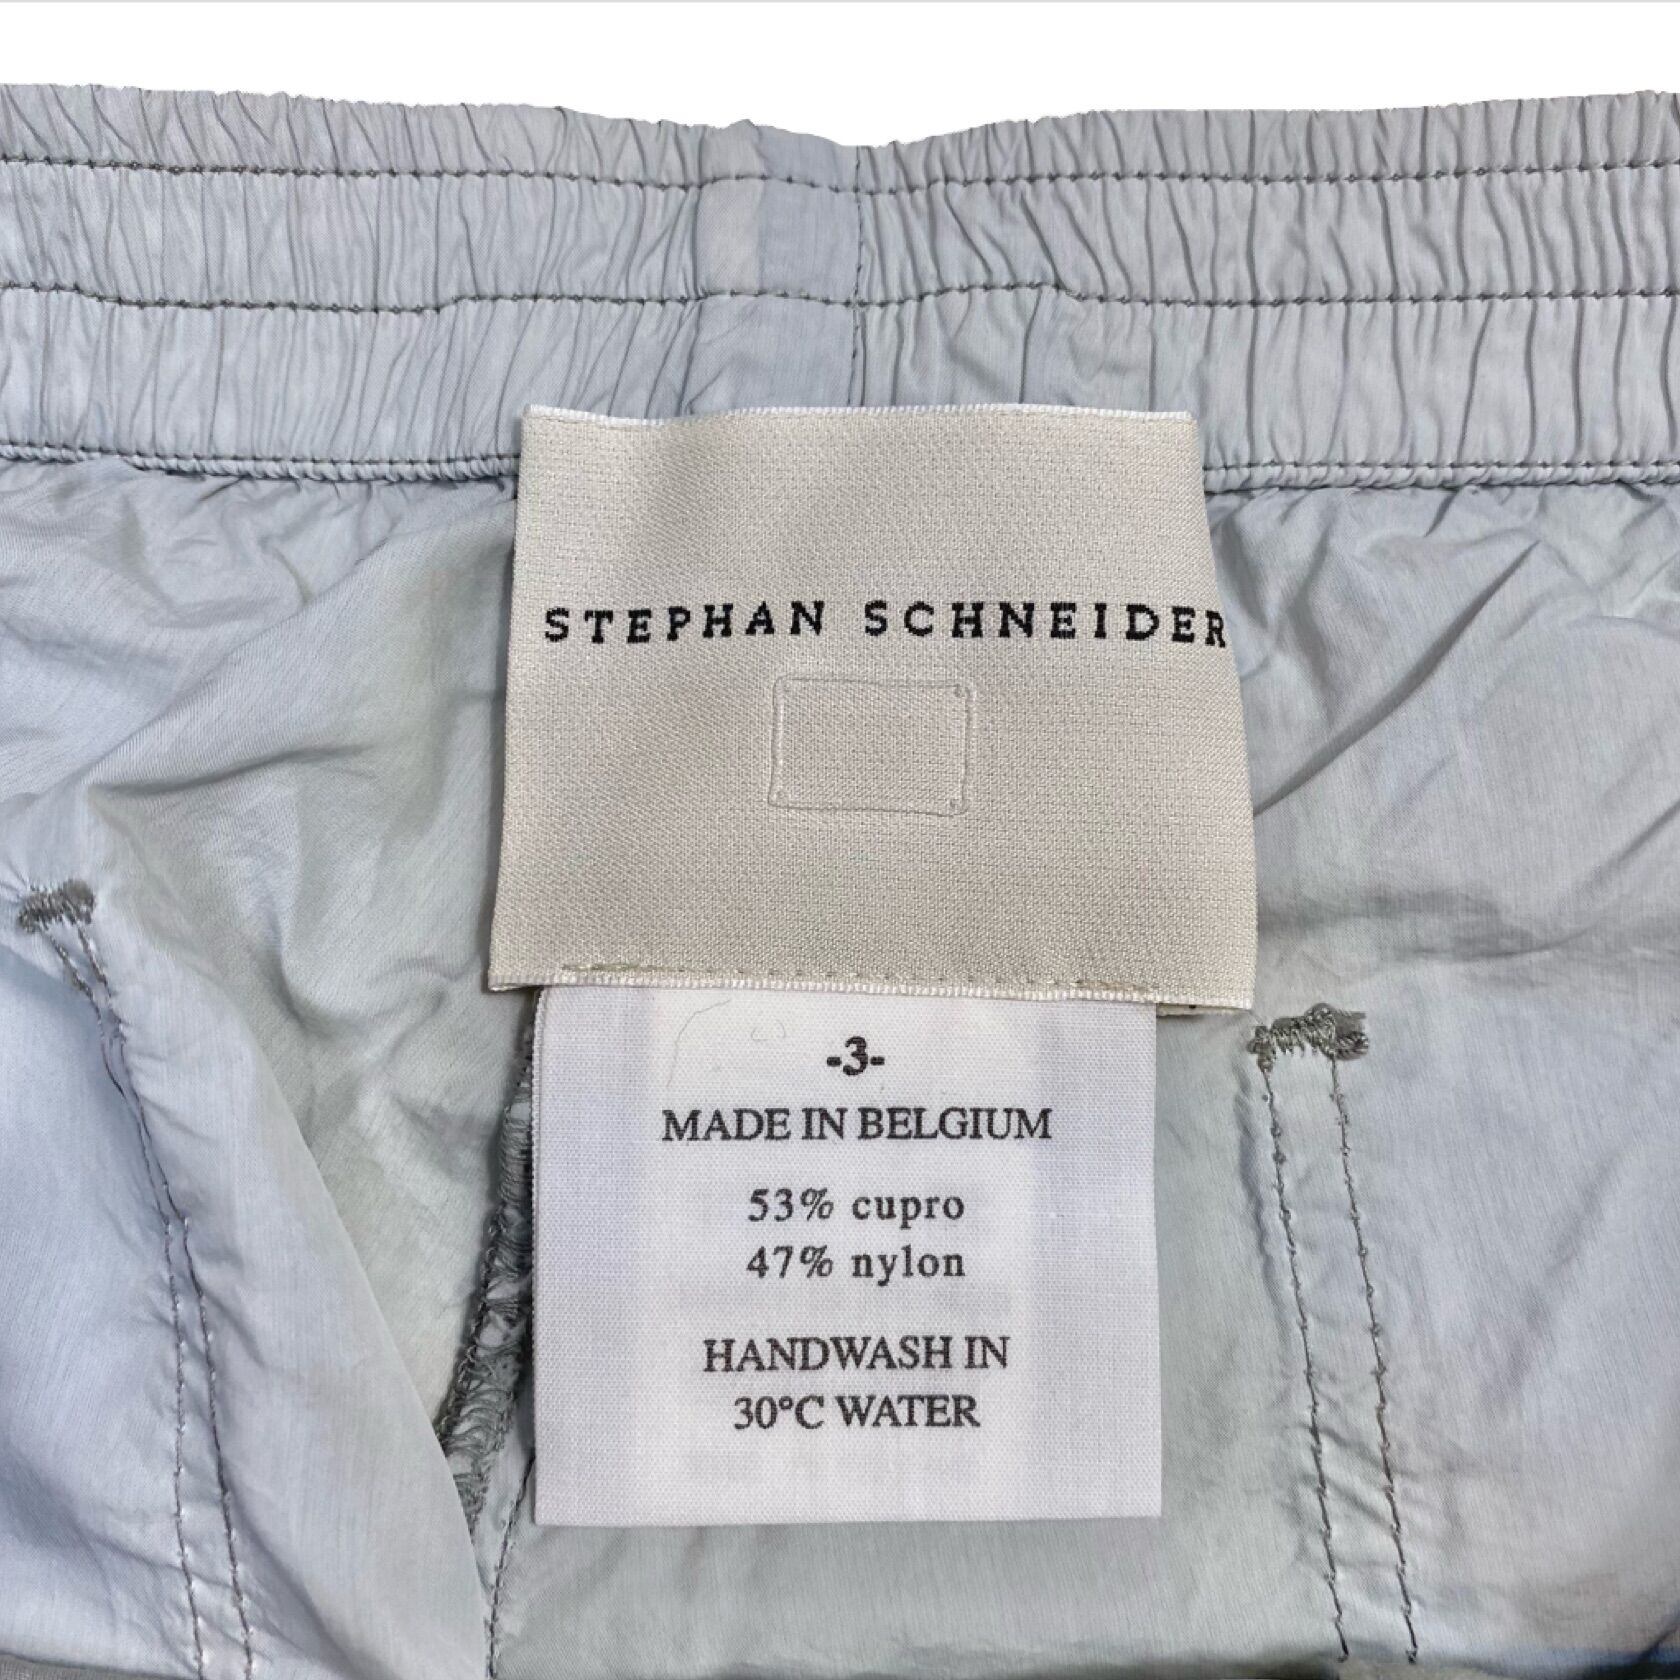 STEPHAN SCHNEIDER
-3-
MADE IN BELGIUM
53% cupro
47% nylon
HANDWASH IN
30°C WATER